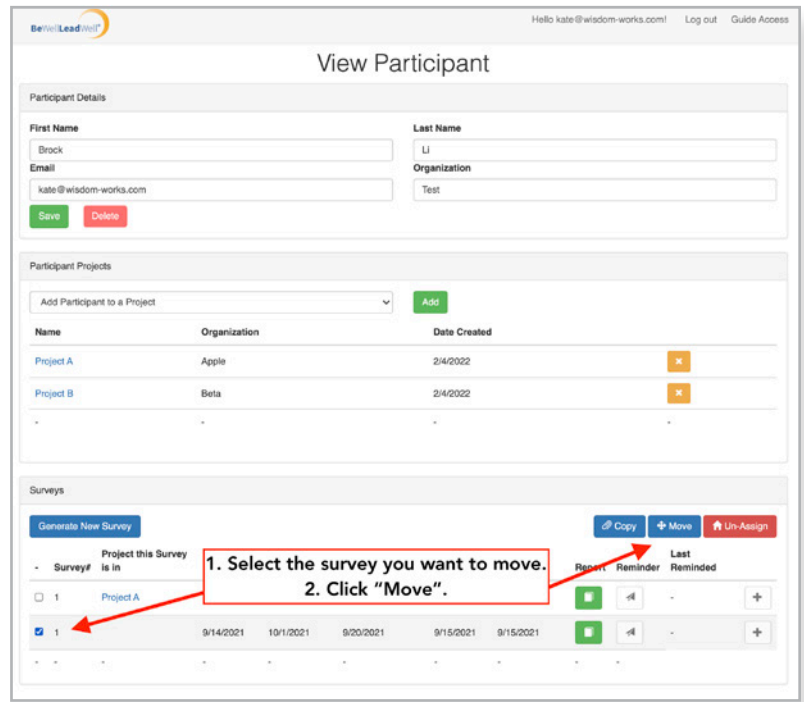 BeWellLeadWell®
Hello kate@wisdom-works.com! Log out Guide Access
View Participant
Participant Details
First Name Last Name
Brock Li
Email Organization
kate@wisdom-works.com Test
Save Delete
Participant Projects
Add Participant to a Project Add
Name Organization Date Created
Project A Apple 2/4/2022 ×
Project B Beta 2/4/2022 ×
- - - -
Surveys
Generate New Survey Copy Move Un-Assign
- Survey# Project this Survey is in Report Reminder Last Reminded
1. Select the survey you want to move.
2. Click “Move”.
1 Project A - +
1 9/14/2021 10/1/2021 9/20/2021 9/15/2021 9/15/2021 - +
- - - - - - - - - -